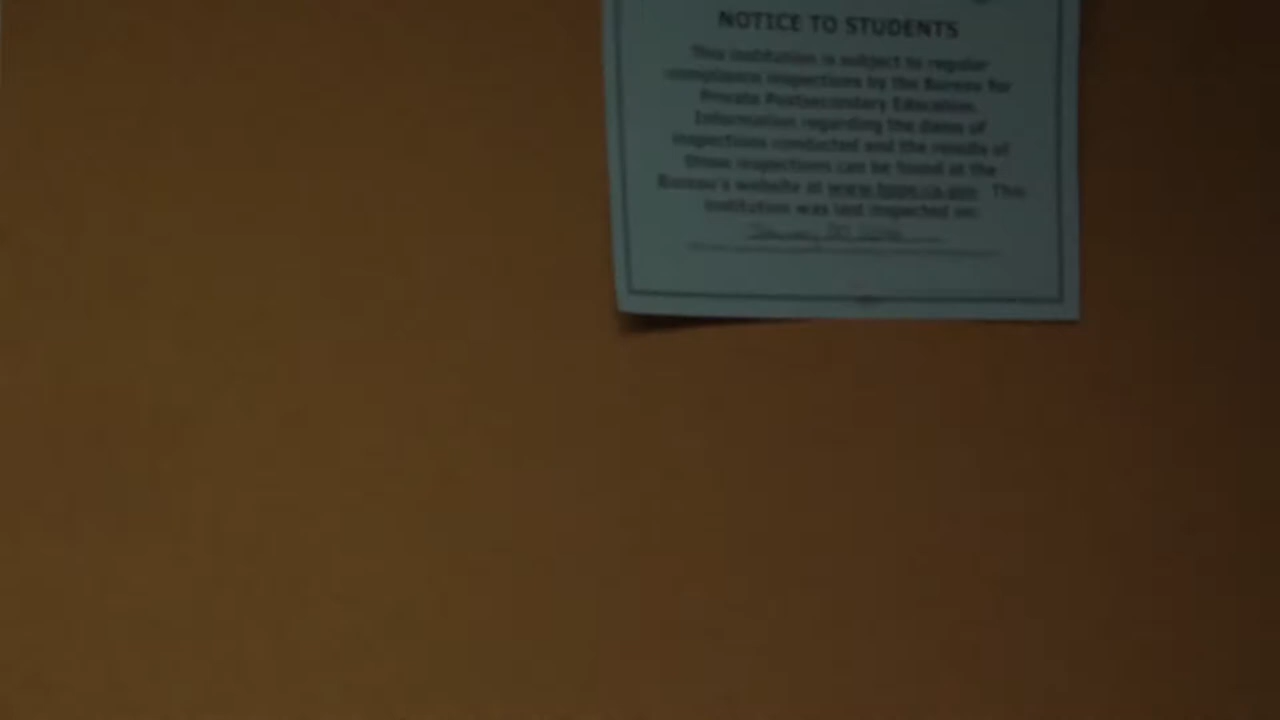 NOTICE TO STUDENTS
This institution is subject to regular
compliance inspections by the Bureau for
Private Postsecondary Education.
Information regarding the dates of
inspections conducted and the results of
those inspections can be found at the
Bureau's website at www.bppe.ca.gov. This
institution was last inspected on: